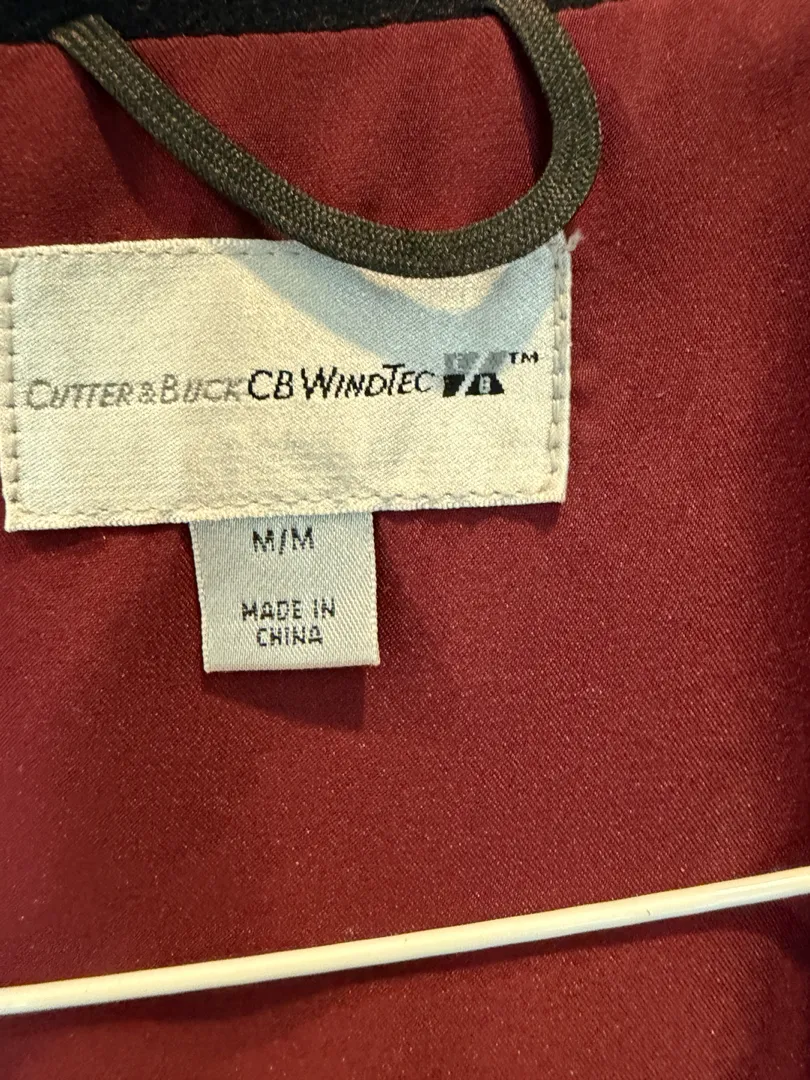 CUTTER & BUCK CB WINDTEC C B ™
M/M
MADE IN
CHINA